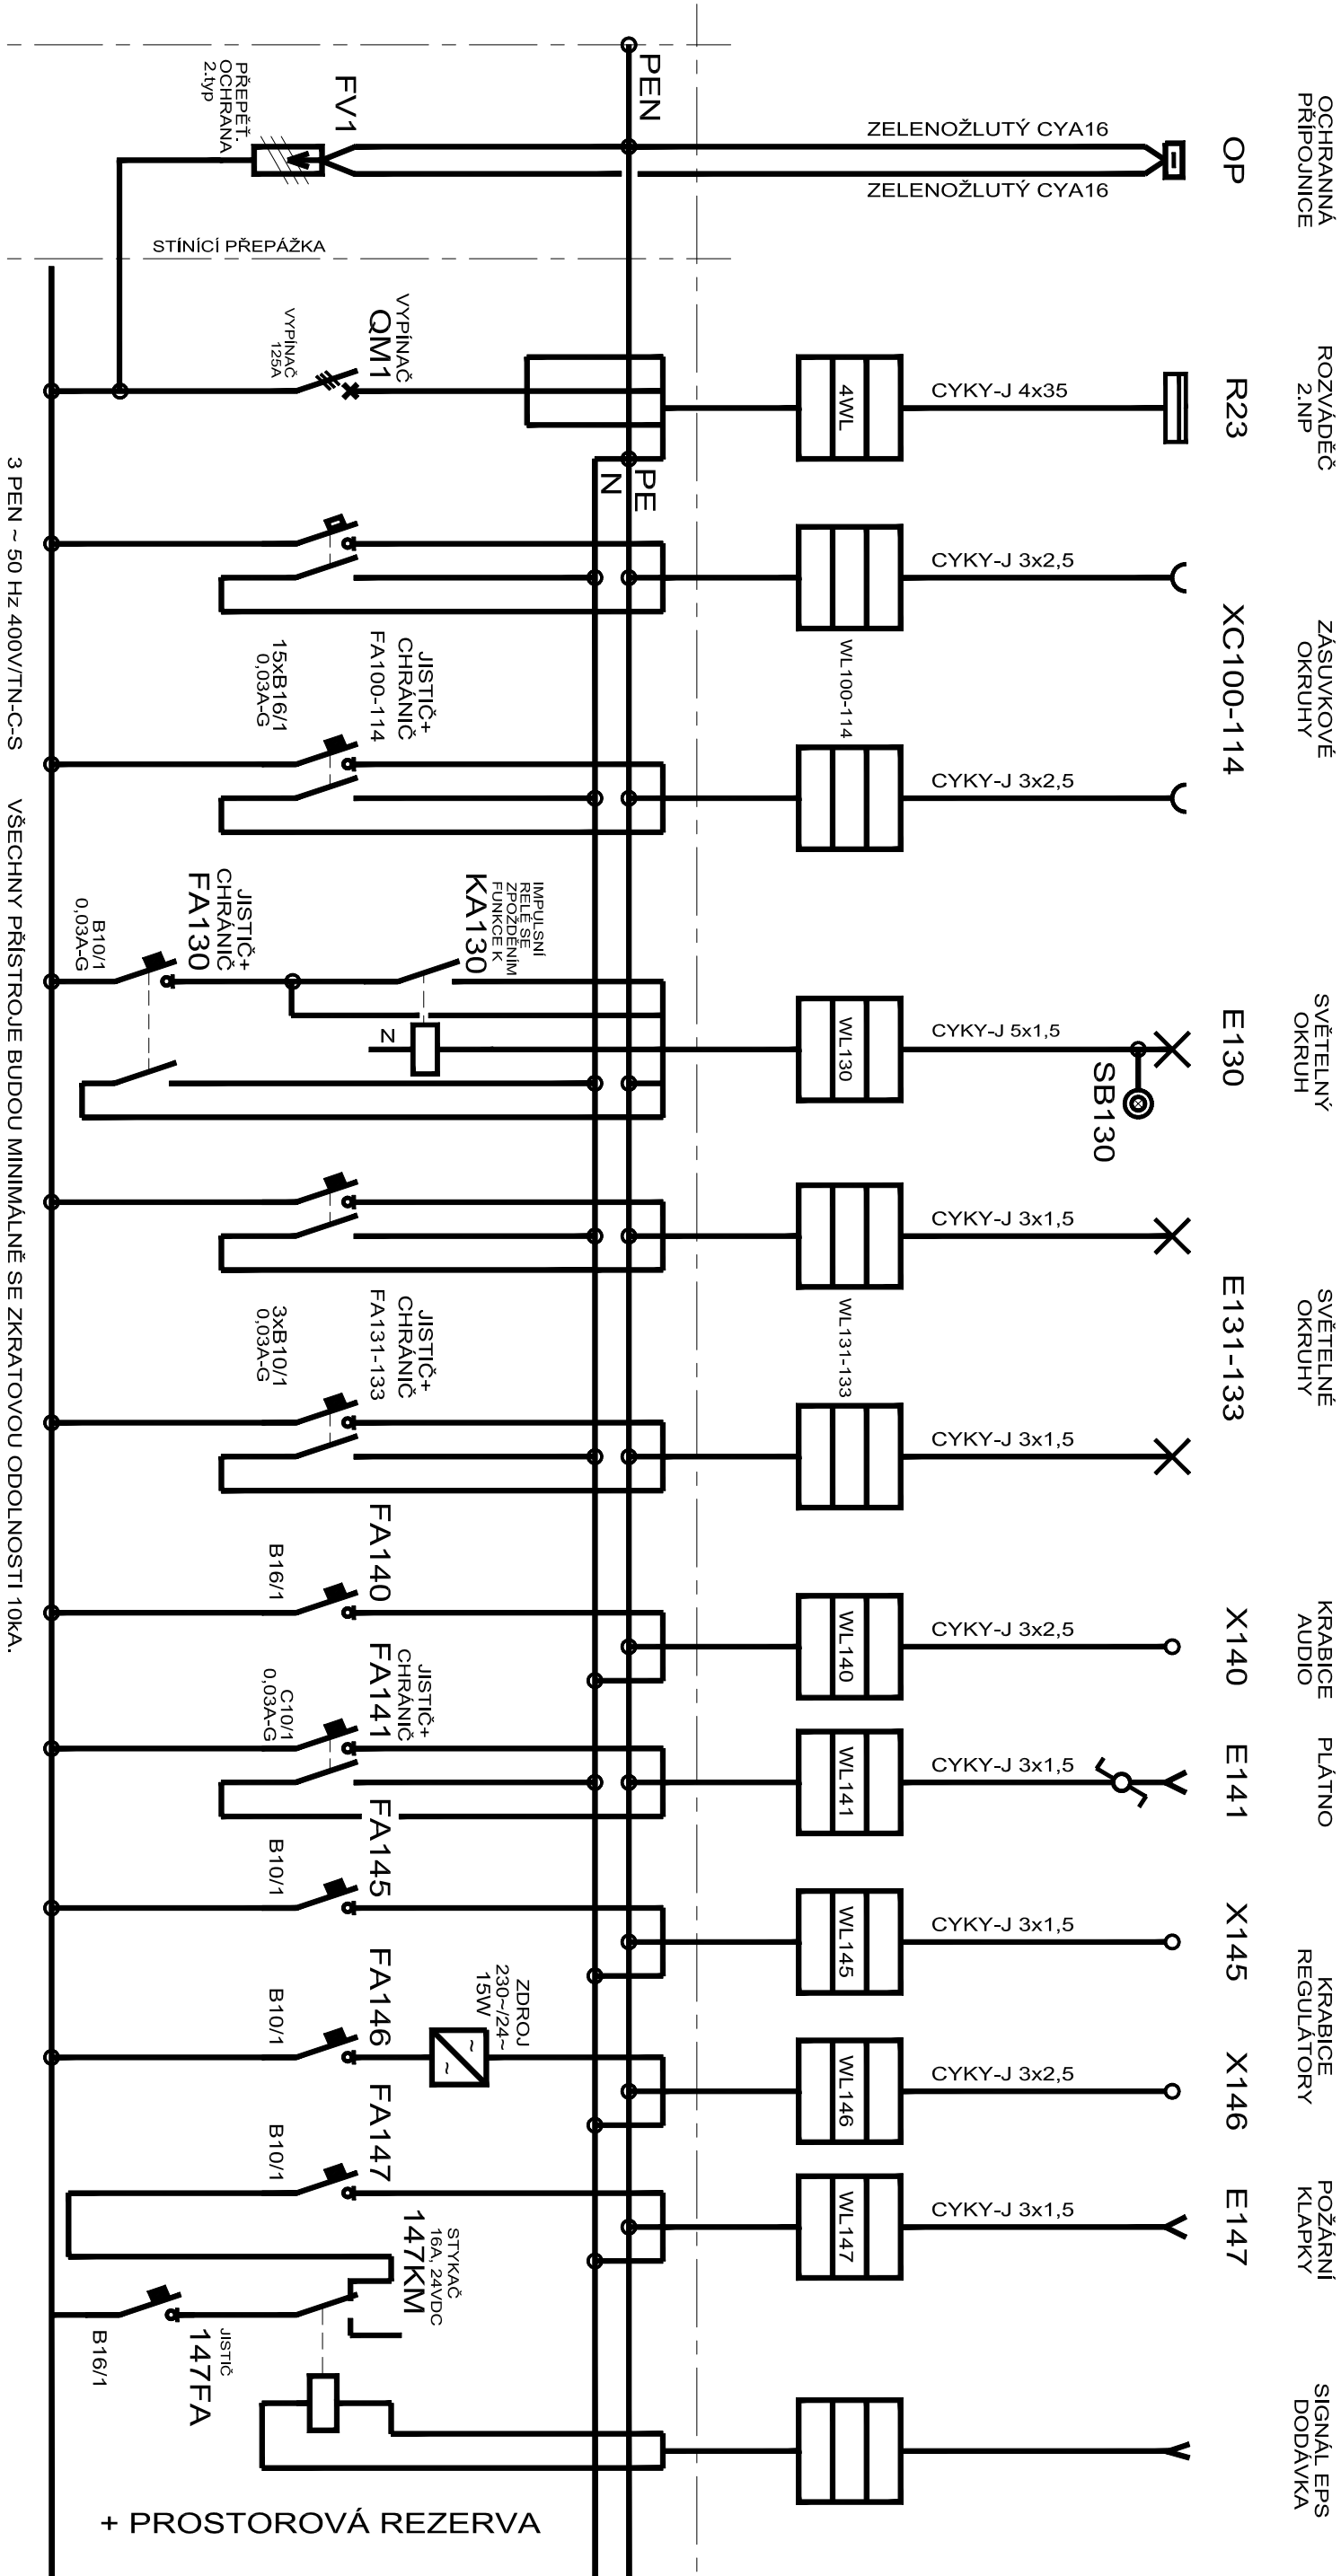 OCHRANNÁ
PŘÍPOJNICE
OP
ZELENOŽLUTÝ CYA16
ZELENOŽLUTÝ CYA16
PEN
FV1
PŘEPĚŤ.
OCHRANA
2.typ
STÍNÍCÍ PŘEPÁŽKA
ROZVÁDĚČ
2.NP
R23
CYKY-J 4x35
4WL
VYPÍNAČ
QM1
VYPÍNAČ
125A
PE
N
ZÁSUVKOVÉ
OKRUHY
XC100-114
CYKY-J 3x2,5
WL100-114
CYKY-J 3x2,5
JISTIČ+
CHRÁNIČ
FA100-114
15xB16/1
0,03A-G
SVĚTELNÝ
OKRUH
E130
CYKY-J 5x1,5
SB130
WL130
IMPULSNÍ
RELÉ SE
ZPOŽDĚNÍM
FUNKCE K
KA130
N
JISTIČ+
CHRÁNIČ
FA130
B10/1
0,03A-G
SVĚTELNÉ
OKRUHY
E131-133
CYKY-J 3x1,5
WL131-133
CYKY-J 3x1,5
JISTIČ+
CHRÁNIČ
FA131-133
3xB10/1
0,03A-G
KRABICE
AUDIO
X140
CYKY-J 3x2,5
WL140
FA140
B16/1
PLÁTNO
E141
CYKY-J 3x1,5
WL141
JISTIČ+
CHRÁNIČ
FA141
C10/1
0,03A-G
KRABICE
REGULÁTORY
X145
CYKY-J 3x1,5
WL145
FA145
B10/1
X146
CYKY-J 3x2,5
WL146
ZDROJ
230~/24~
15W
~
~
FA146
B10/1
POŽÁRNÍ
KLAPKY
E147
CYKY-J 3x1,5
WL147
FA147
B10/1
STYKAČ
16A, 24VDC
147KM
JISTIČ
147FA
B16/1
SIGNÁL EPS
DODÁVKA
+ PROSTOROVÁ REZERVA
3 PEN ~ 50 Hz 400V/TN-C-S VŠECHNY PŘÍSTROJE BUDOU MINIMÁLNĚ SE ZKRATOVOU ODOLNOSTI 10kA.